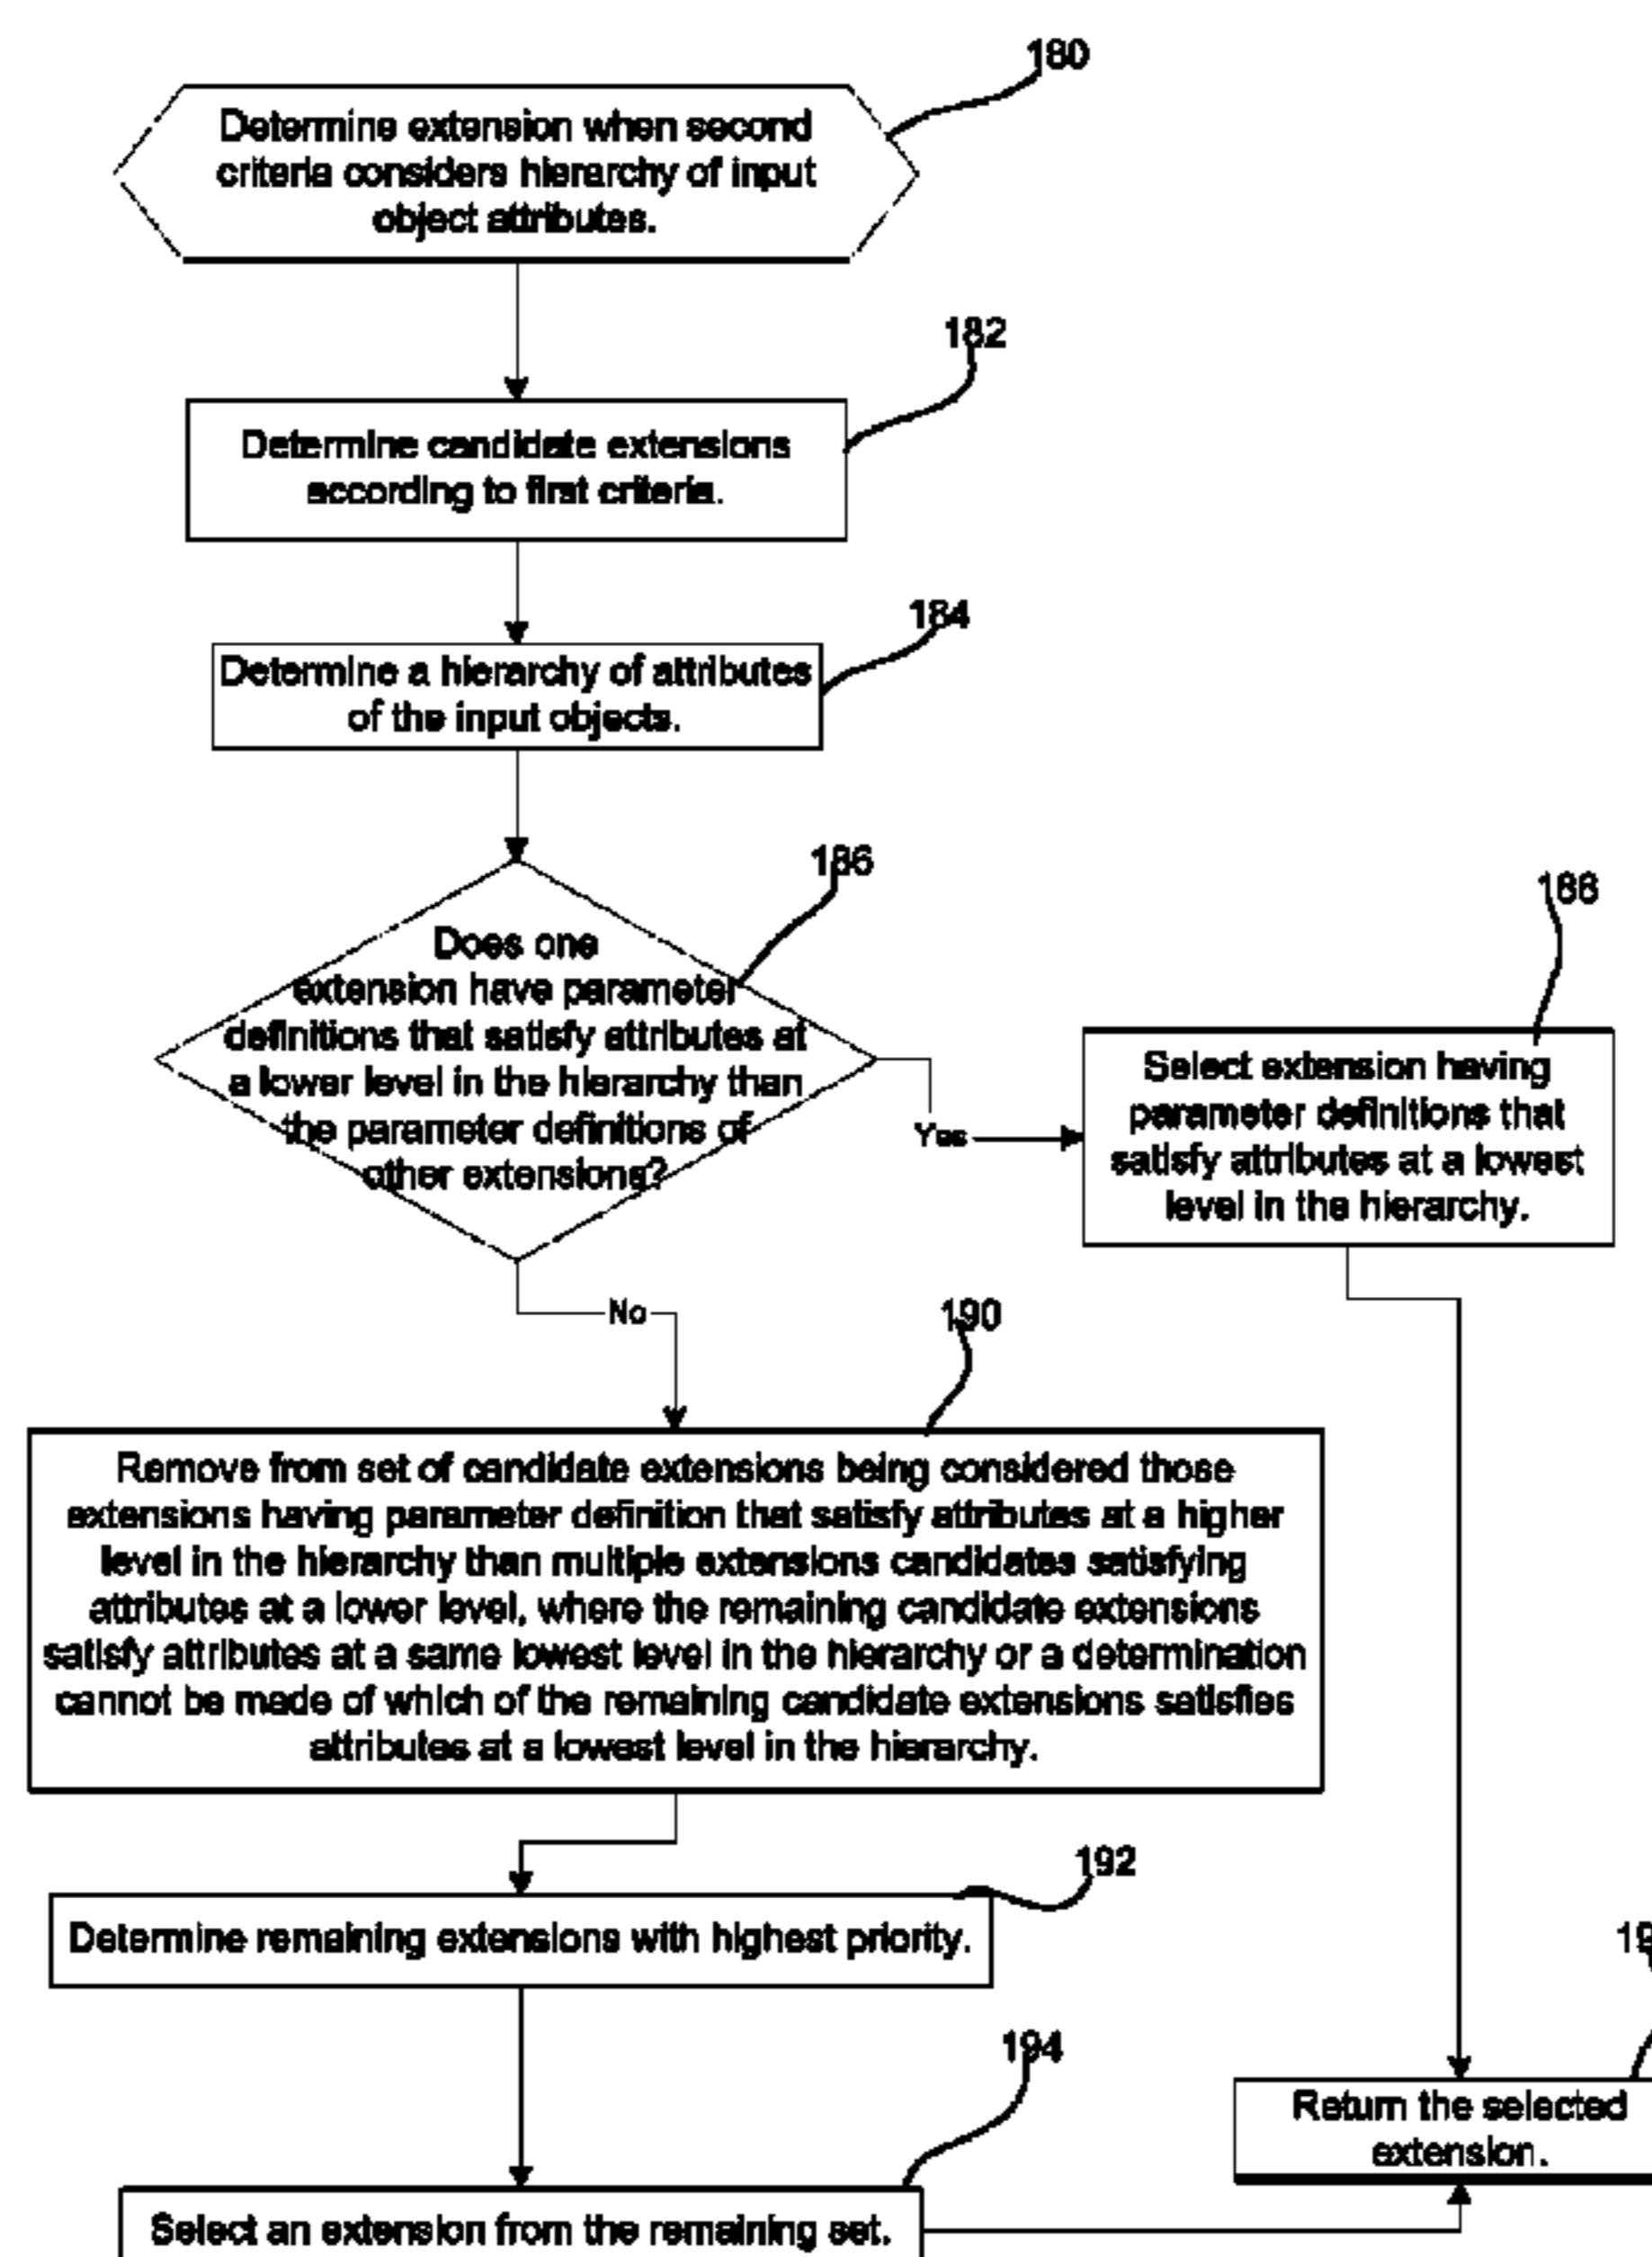 180
Determine extension when second
criteria considers hierarchy of input
object attributes.
182
Determine candidate extensions
according to first criteria.
184
Determine a hierarchy of attributes
of the input objects.
186
Does one
extension have parameter
definitions that satisfy attributes at
a lower level in the hierarchy than
the parameter definitions of
other extensions?
Yes
188
Select extension having
parameter definitions that
satisfy attributes at a lowest
level in the hierarchy.
No
190
Remove from set of candidate extensions being considered those
extensions having parameter definition that satisfy attributes at a higher
level in the hierarchy than multiple extensions candidates satisfying
attributes at a lower level, where the remaining candidate extensions
satisfy attributes at a same lowest level in the hierarchy or a determination
cannot be made of which of the remaining candidate extensions satisfies
attributes at a lowest level in the hierarchy.
192
Determine remaining extensions with highest priority.
194
Select an extension from the remaining set.
Return the selected
extension.